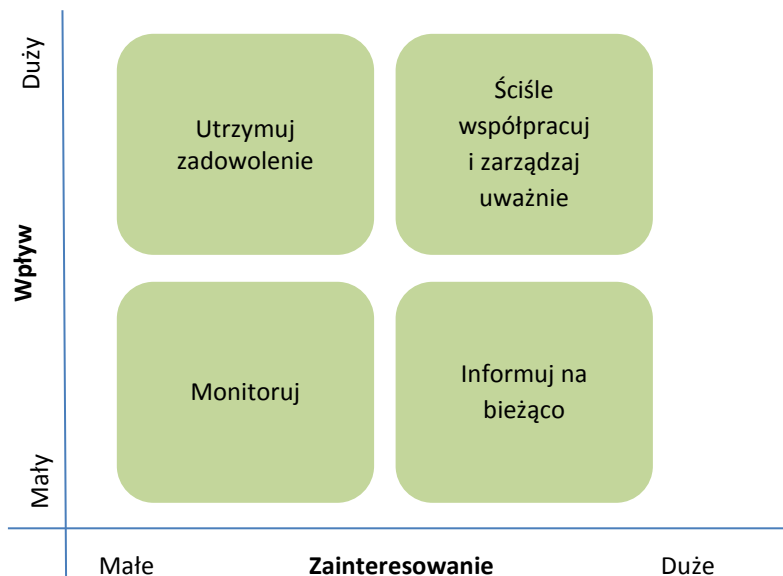 Duży
Utrzymuj
zadowolenie
Ściśle
współpracuj
i zarządzaj
uważnie
Wpływ
Monitoruj
Informuj na
bieżąco
Mały
Małe
Zainteresowanie
Duże